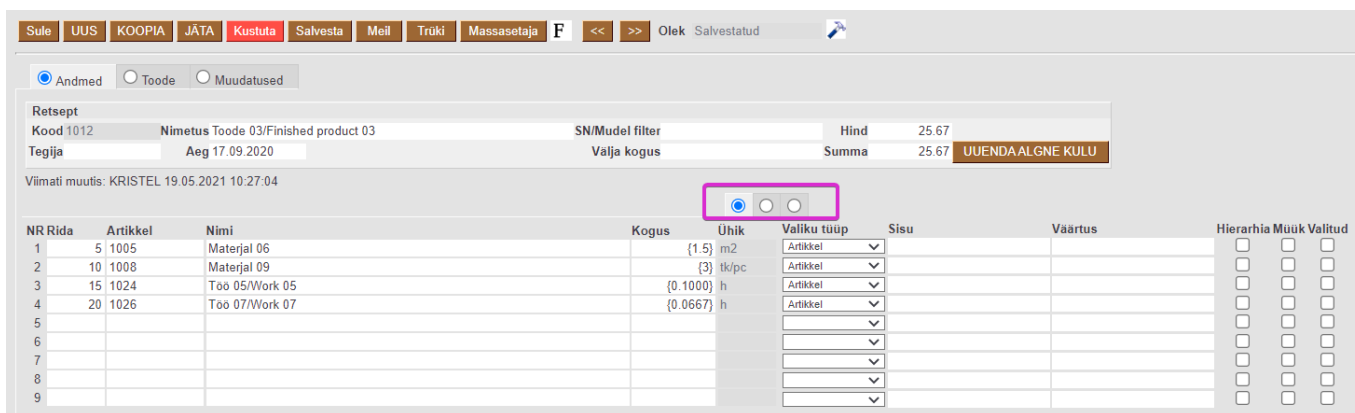 Sule UUS KOOPIA JÄTA Kustuta Salvesta Meil Trüki Massasetaja F << >> Olek Salvestatud
Andmed Toode Muudatused
Retsept
Kood 1012 Nimetus Toode 03/Finished product 03 SN/Mudel filter Hind 25.67
Tegija Aeg 17.09.2020 Välja kogus Summa 25.67 UUENDA ALGNE KULU
Viimati muutis: KRISTEL 19.05.2021 10:27:04
NR Rida Artikkel Nimi Kogus Ühik Valiku tüüp Sisu Väärtus Hierarhia Müük Valitud
1 5 1005 Materjal 06 {1.5} m2 Artikkel
2 10 1008 Materjal 09 {3} tk/pc Artikkel
3 15 1024 Töö 05/Work 05 {0.1000} h Artikkel
4 20 1026 Töö 07/Work 07 {0.0667} h Artikkel
5
6
7
8
9